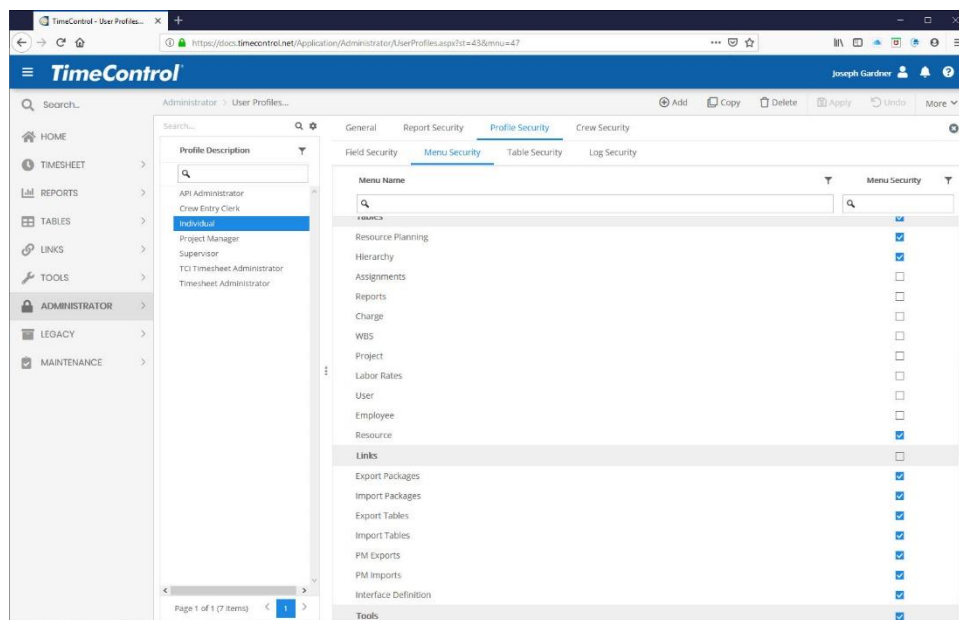 TimeControl - User Profiles...
https://docs.timecontrol.net/Application/Administrator/UserProfiles.aspx?st=43&mnu=47
TimeControl
Joseph Gardner
Search...
Administrator > User Profiles...
Add
Copy
Delete
Apply
Undo
More
HOME
TIMESHEET
REPORTS
TABLES
LINKS
TOOLS
ADMINISTRATOR
LEGACY
MAINTENANCE
Search...
Profile Description
API Administrator
Crew Entry Clerk
Individual
Project Manager
Supervisor
TCI Timesheet Administrator
Timesheet Administrator
Page 1 of 1 (7 items)
1
General Report Security Profile Security Crew Security
Field Security Menu Security Table Security Log Security
Menu Name Menu Security
Tables
Resource Planning
Hierarchy
Assignments
Reports
Charge
WBS
Project
Labor Rates
User
Employee
Resource
Links
Export Packages
Import Packages
Export Tables
Import Tables
PM Exports
PM Imports
Interface Definition
Tools